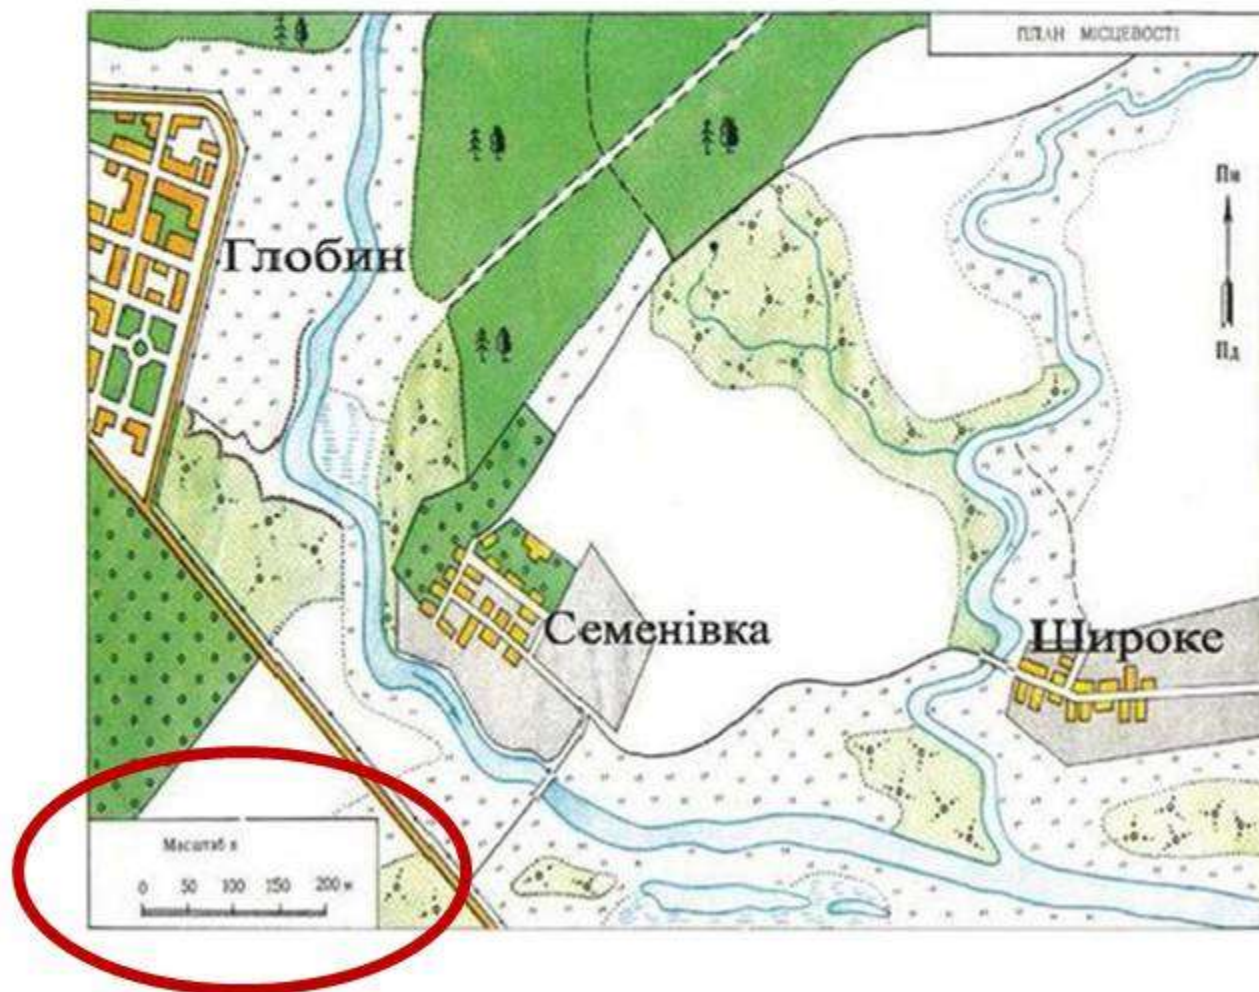 ПЛАН МІСЦЕВОСТІ
Пн
Глобин
Пд
Семенівка
Широке
Масштаб в
0 50 100 150 200 м